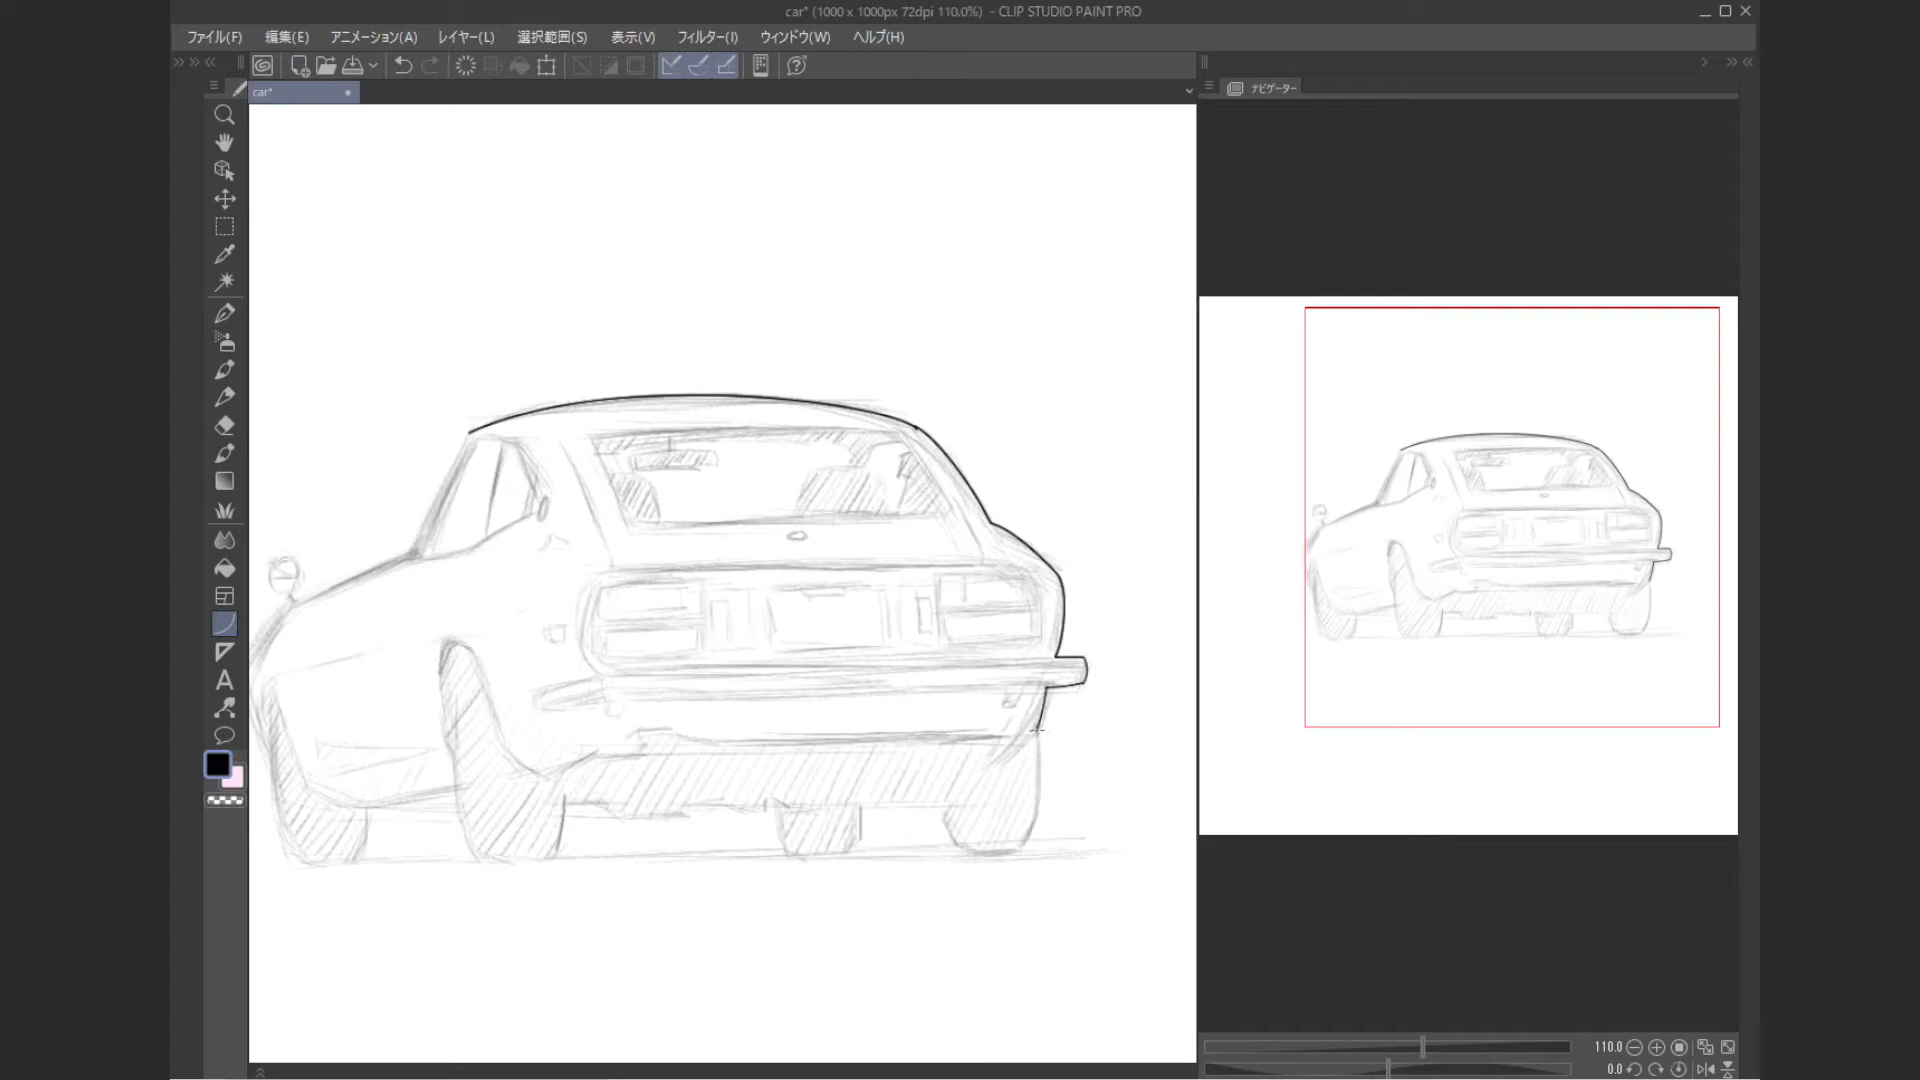 car* (1000 x 1000px 72dpi 110.0%) - CLIP STUDIO PAINT PRO
ファイル(F) 編集(E) アニメーション(A) レイヤー(L) 選択範囲(S) 表示(V) フィルター(I) ウィンドウ(W) ヘルプ(H)
car*
ナビゲーター
110.0
0.0